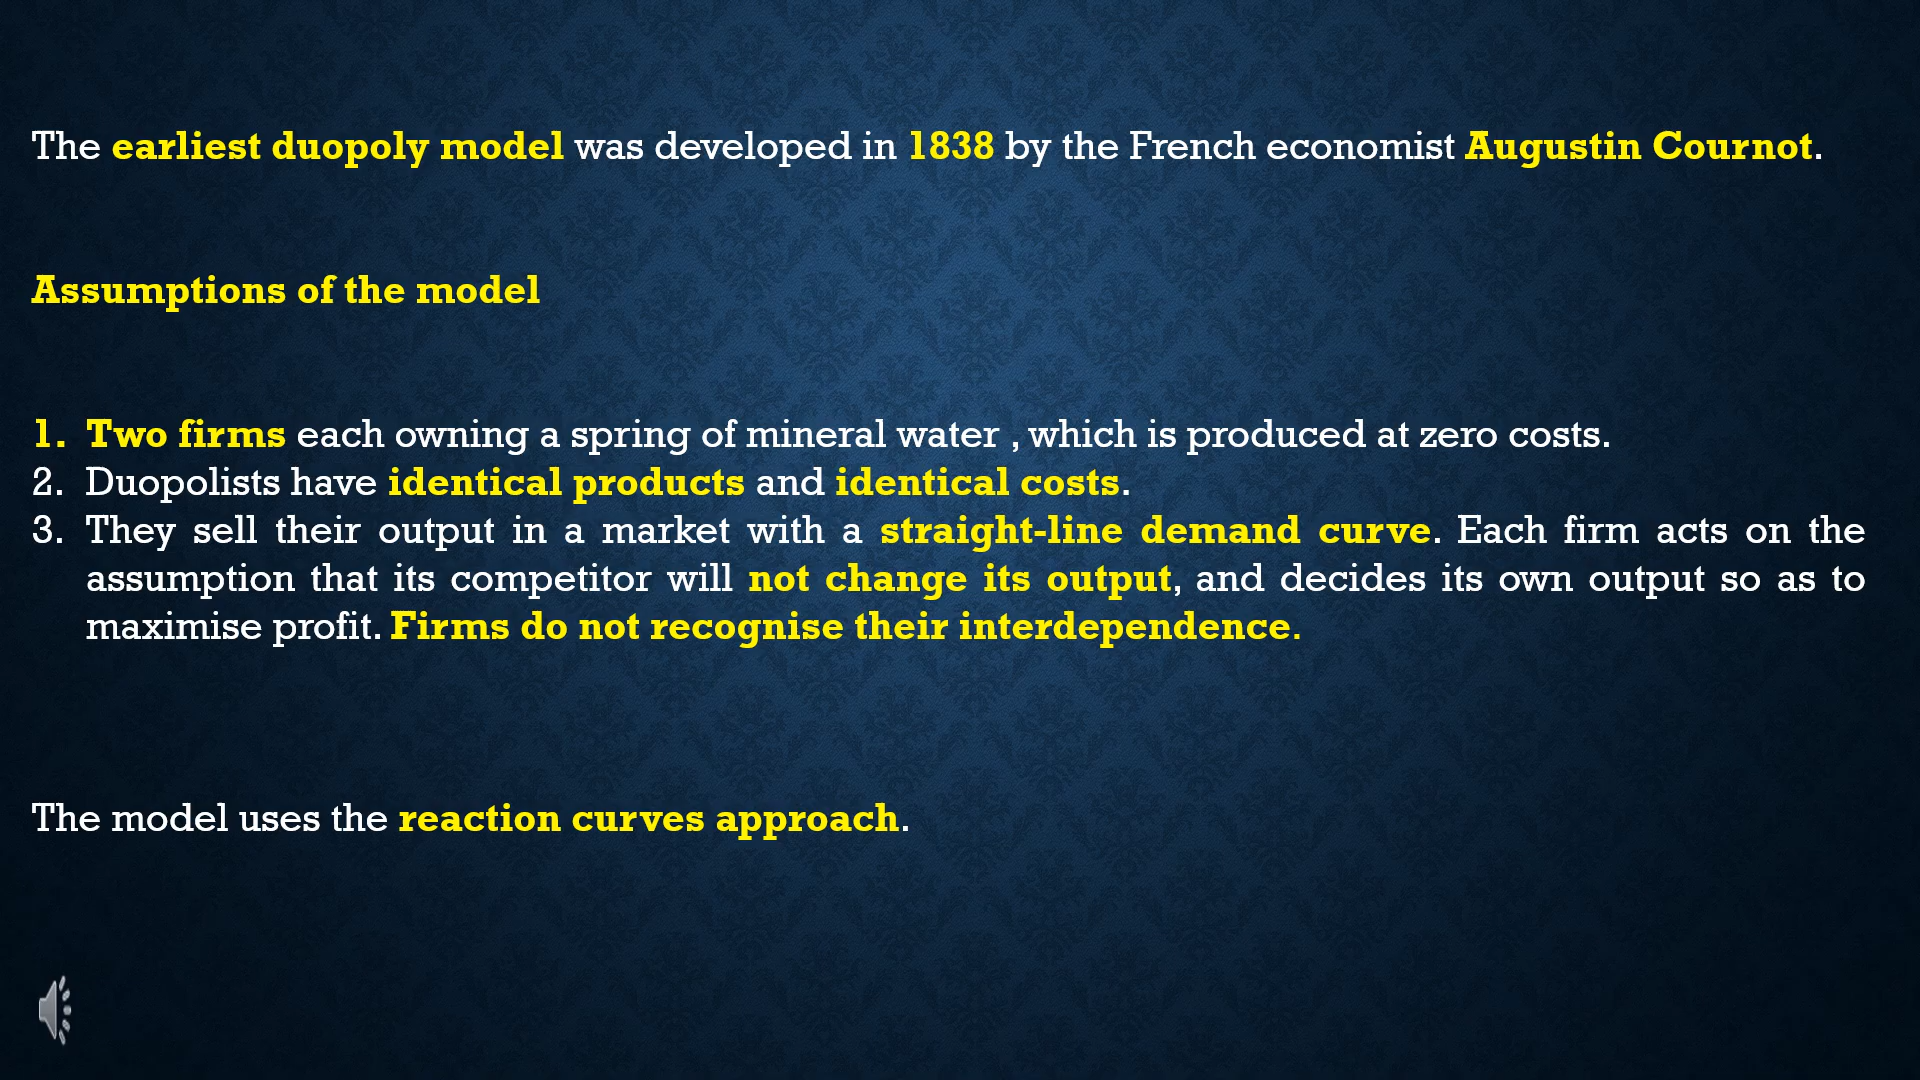 The earliest duopoly model was developed in 1838 by the French economist Augustin Cournot.
Assumptions of the model
1. Two firms each owning a spring of mineral water , which is produced at zero costs.
2. Duopolists have identical products and identical costs.
3. They sell their output in a market with a straight-line demand curve. Each firm acts on the
assumption that its competitor will not change its output, and decides its own output so as to
maximise profit. Firms do not recognise their interdependence.
The model uses the reaction curves approach.